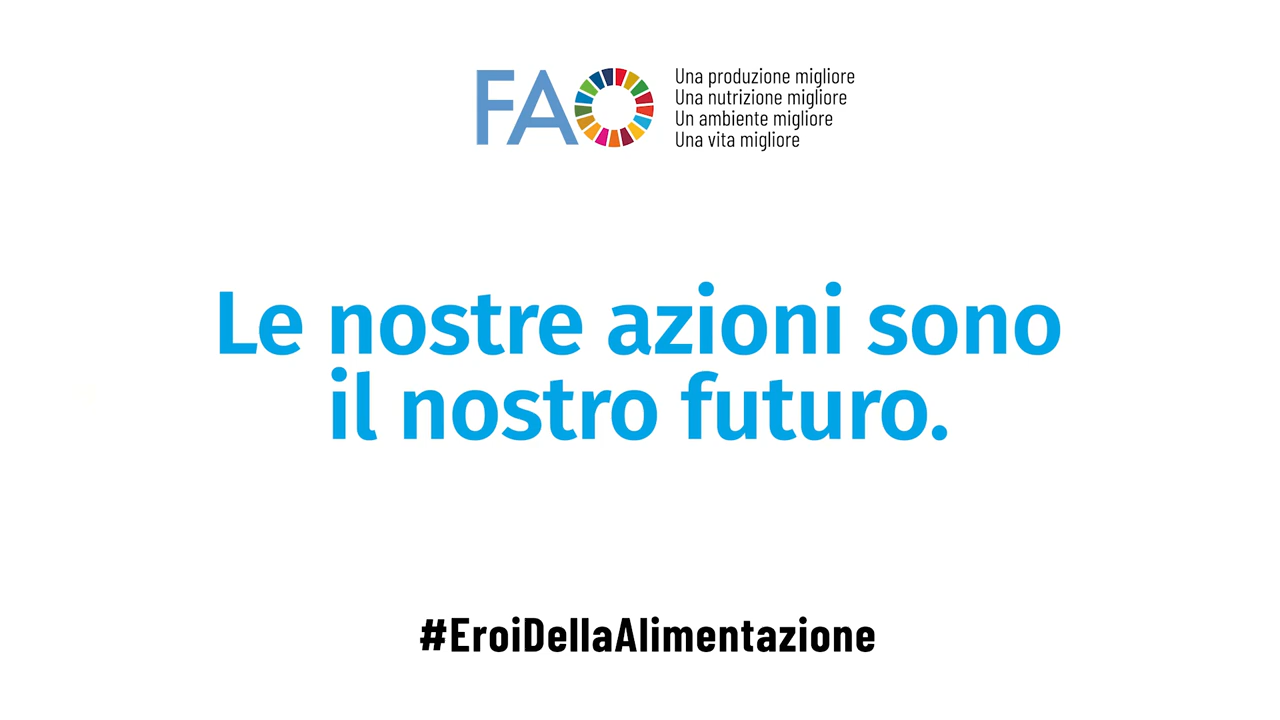 FAO
Una produzione migliore
Una nutrizione migliore
Un ambiente migliore
Una vita migliore
Le nostre azioni sono
il nostro futuro.
#EroiDellaAlimentazione